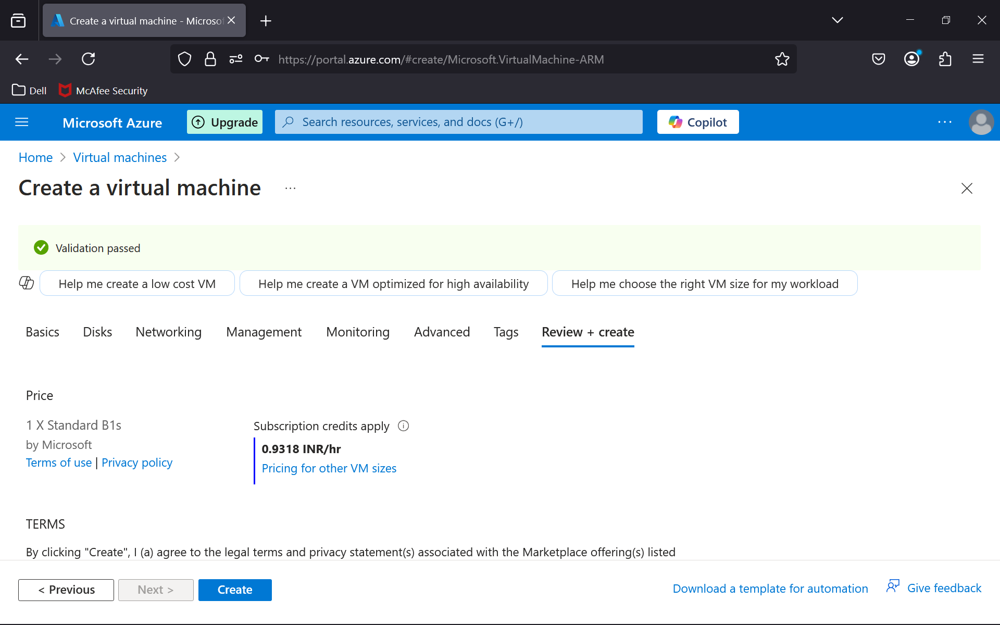 Create a virtual machine - Microsof
https://portal.azure.com/#create/Microsoft.VirtualMachine-ARM
Dell
McAfee Security
Microsoft Azure
Upgrade
Search resources, services, and docs (G+/)
Copilot
Home > Virtual machines >
Create a virtual machine
Validation passed
Help me create a low cost VM
Help me create a VM optimized for high availability
Help me choose the right VM size for my workload
Basics Disks Networking Management Monitoring Advanced Tags Review + create
Price
1 X Standard B1s
by Microsoft
Terms of use | Privacy policy
Subscription credits apply
0.9318 INR/hr
Pricing for other VM sizes
TERMS
By clicking "Create", I (a) agree to the legal terms and privacy statement(s) associated with the Marketplace offering(s) listed
< Previous
Next >
Create
Download a template for automation
Give feedback